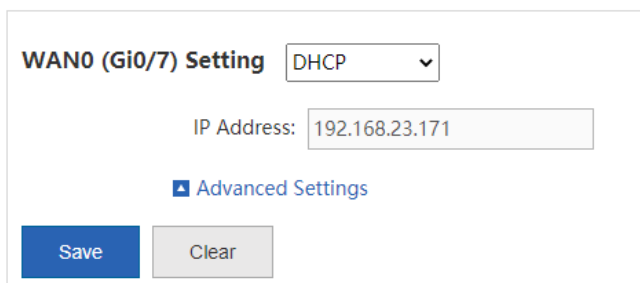 WAN0 (Gi0/7) Setting DHCP
IP Address: 192.168.23.171
Advanced Settings
Save Clear